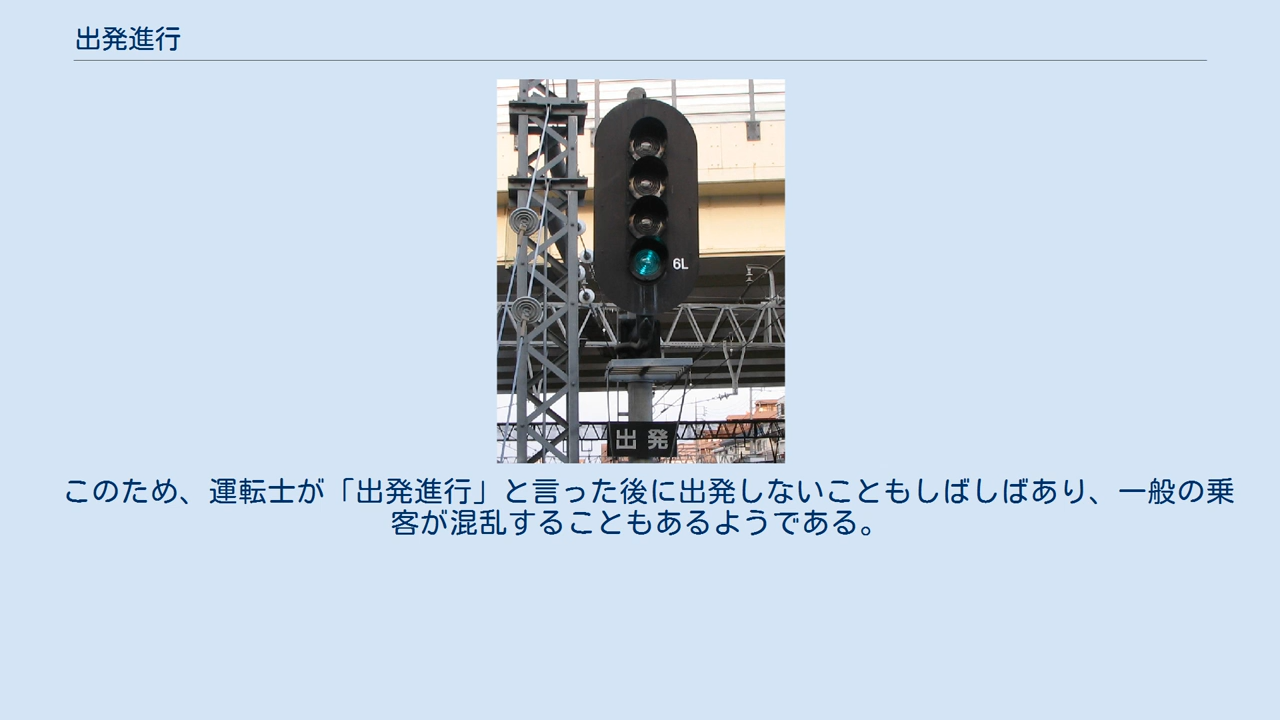 出発進行
6L
出発
このため、運転士が「出発進行」と言った後に出発しないこともしばしばあり、一般の乗
客が混乱することもあるようである。